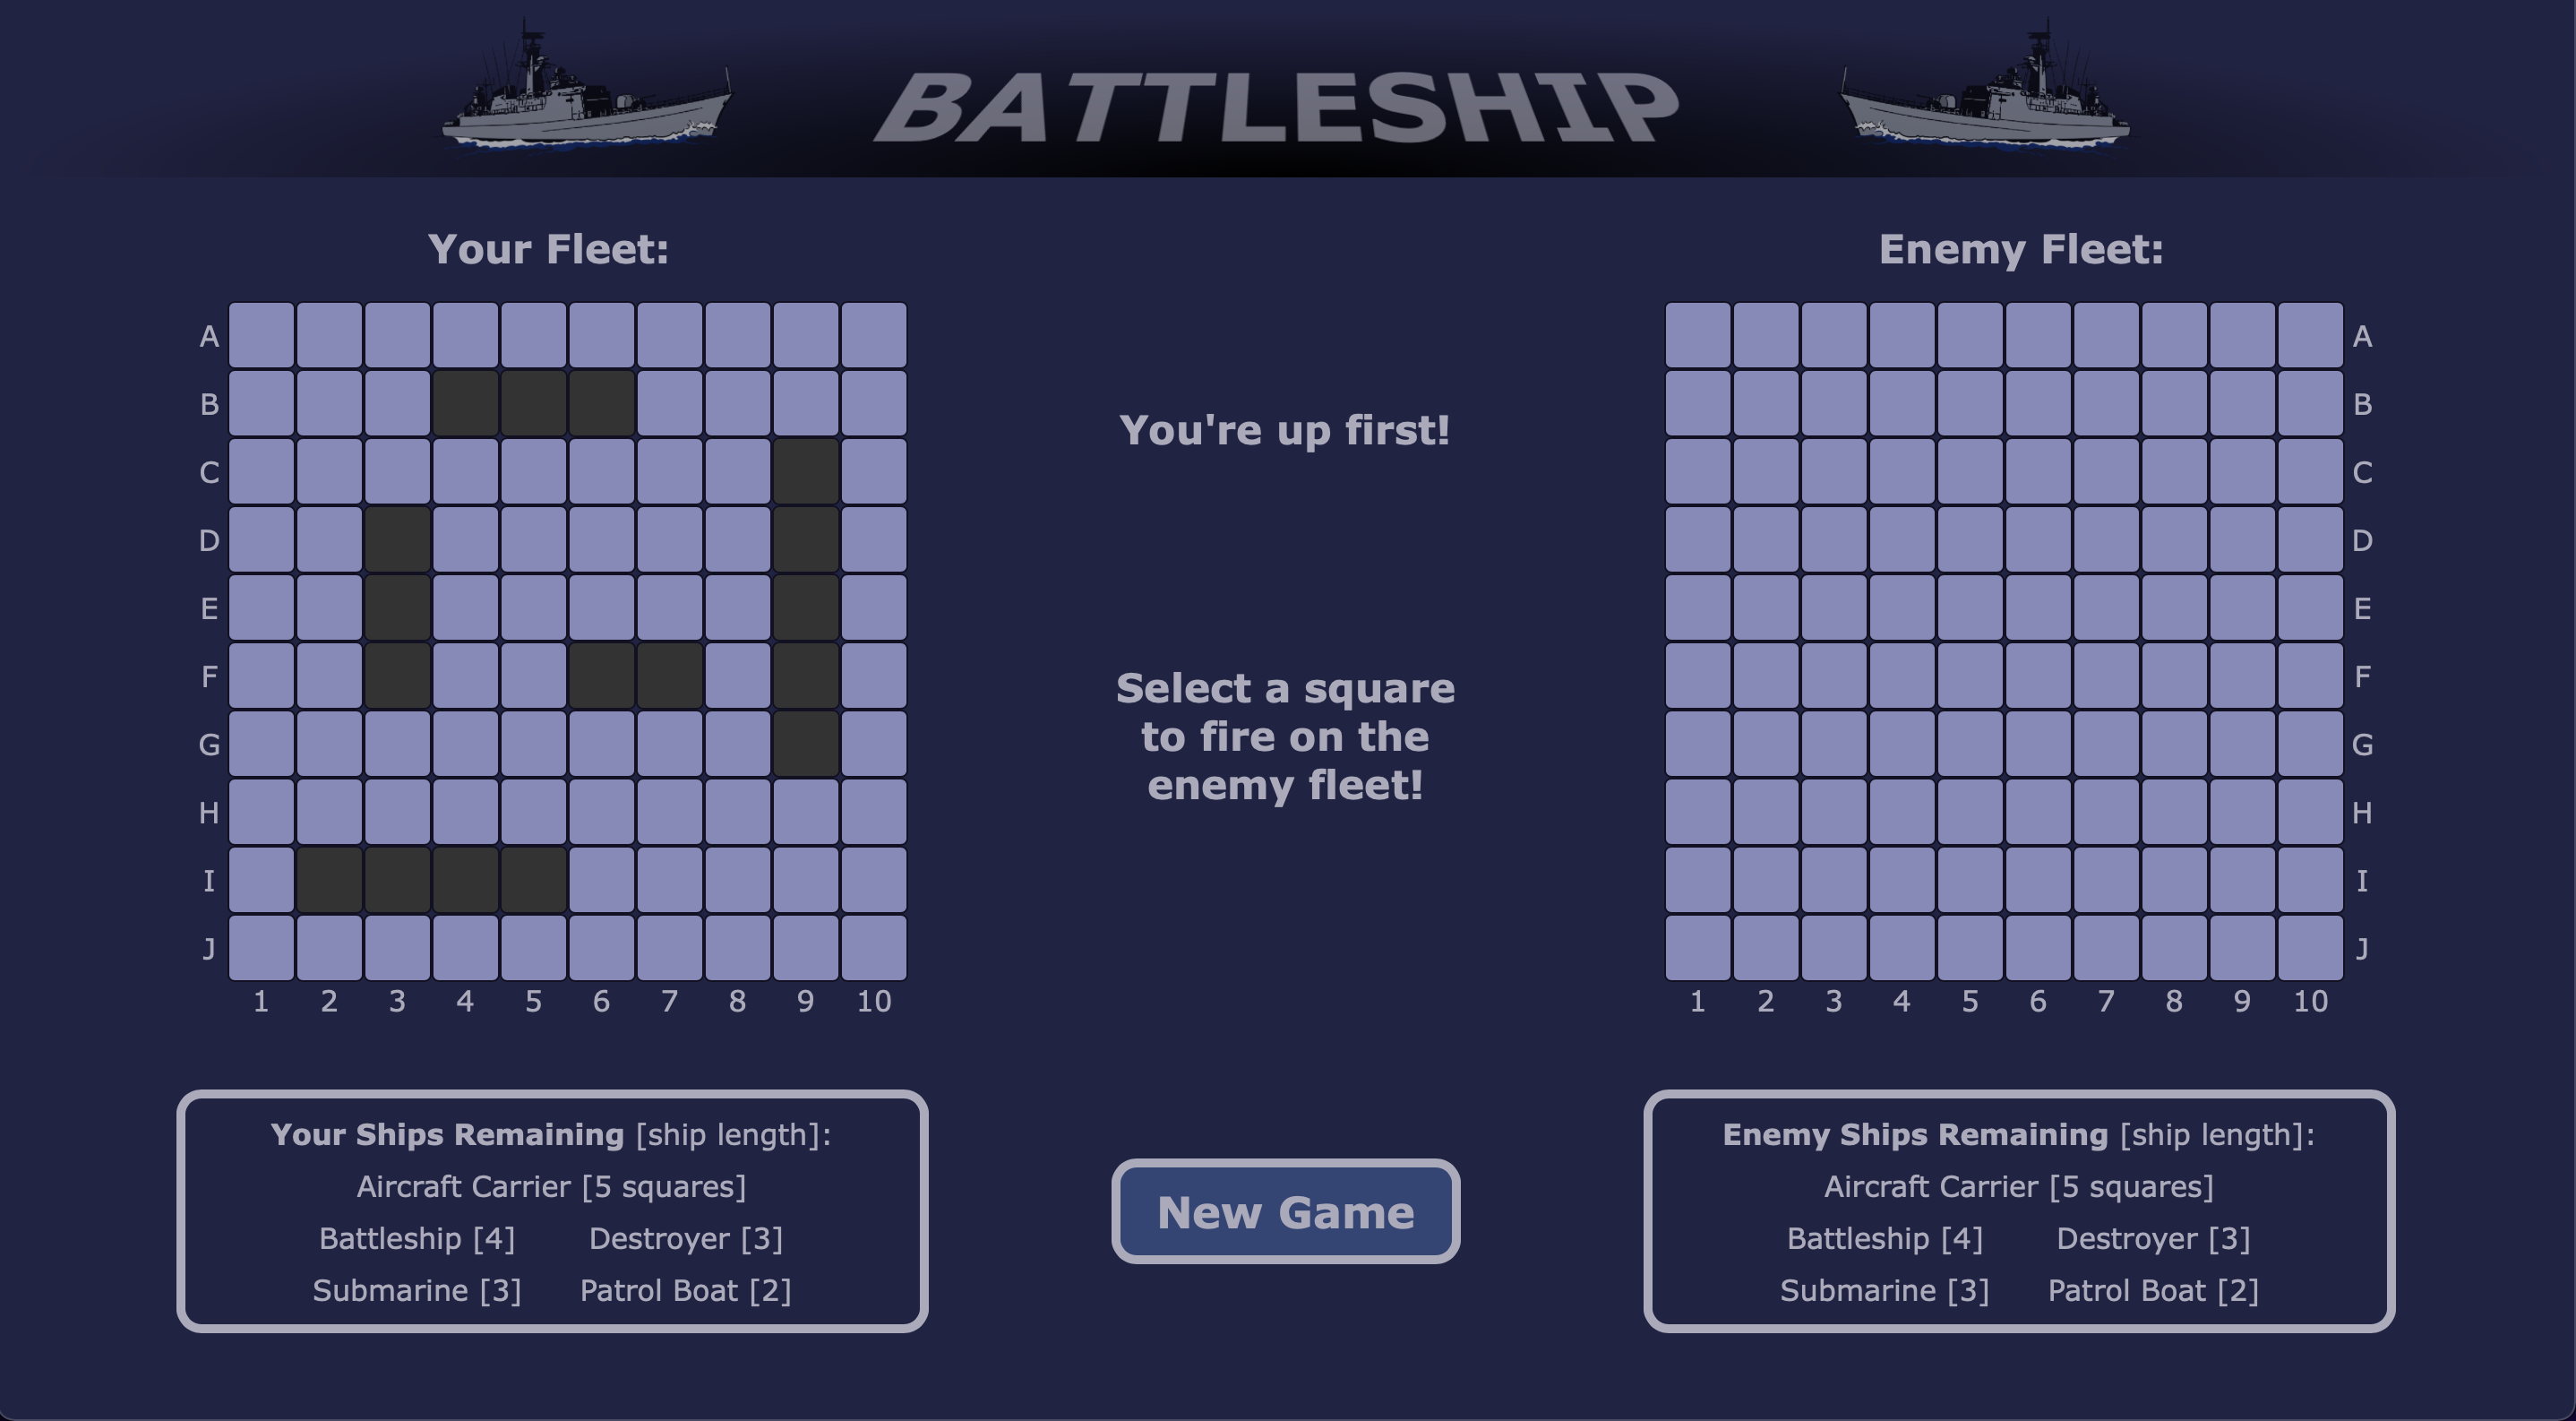 BATTLESHIP
Your Fleet:
A
B
C
D
E
F
G
H
I
J
1 2 3 4 5 6 7 8 9 10
You're up first!
Select a square
to fire on the
enemy fleet!
Enemy Fleet:
A
B
C
D
E
F
G
H
I
J
1 2 3 4 5 6 7 8 9 10
Your Ships Remaining [ship length]:
Aircraft Carrier [5 squares]
Battleship [4] Destroyer [3]
Submarine [3] Patrol Boat [2]
New Game
Enemy Ships Remaining [ship length]:
Aircraft Carrier [5 squares]
Battleship [4] Destroyer [3]
Submarine [3] Patrol Boat [2]